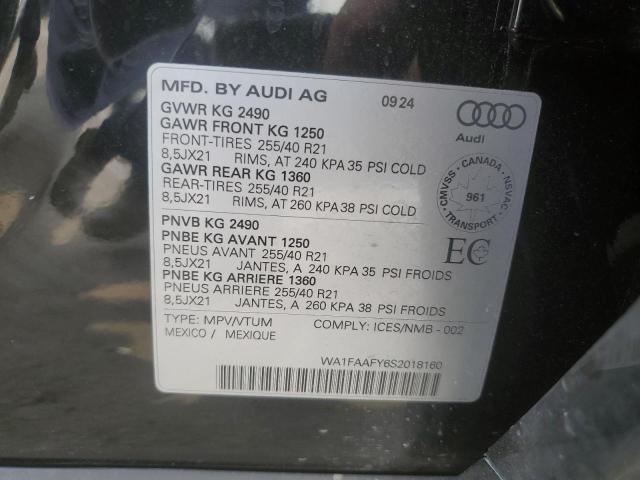 MFD. BY AUDI AG 09 24
Audi
GVWR KG 2490
GAWR FRONT KG 1250
FRONT-TIRES 255/40 R21
8,5JX21 RIMS, AT 240 KPA 35 PSI COLD
GAWR REAR KG 1360
REAR-TIRES 255/40 R21
8,5JX21 RIMS, AT 260 KPA 38 PSI COLD
CMVSS - CANADA - NSVAC
961
TRANSPORT
PNVB KG 2490
PNBE KG AVANT 1250
PNEUS AVANT 255/40 R21
8,5JX21 JANTES, A 240 KPA 35 PSI FROIDS
PNBE KG ARRIERE 1360
PNEUS ARRIERE 255/40 R21
8,5JX21 JANTES, A 260 KPA 38 PSI FROIDS
EC
TYPE: MPV/VTUM COMPLY: ICES/NMB - 002
MEXICO / MEXIQUE
WA1FAAFY6S2018160